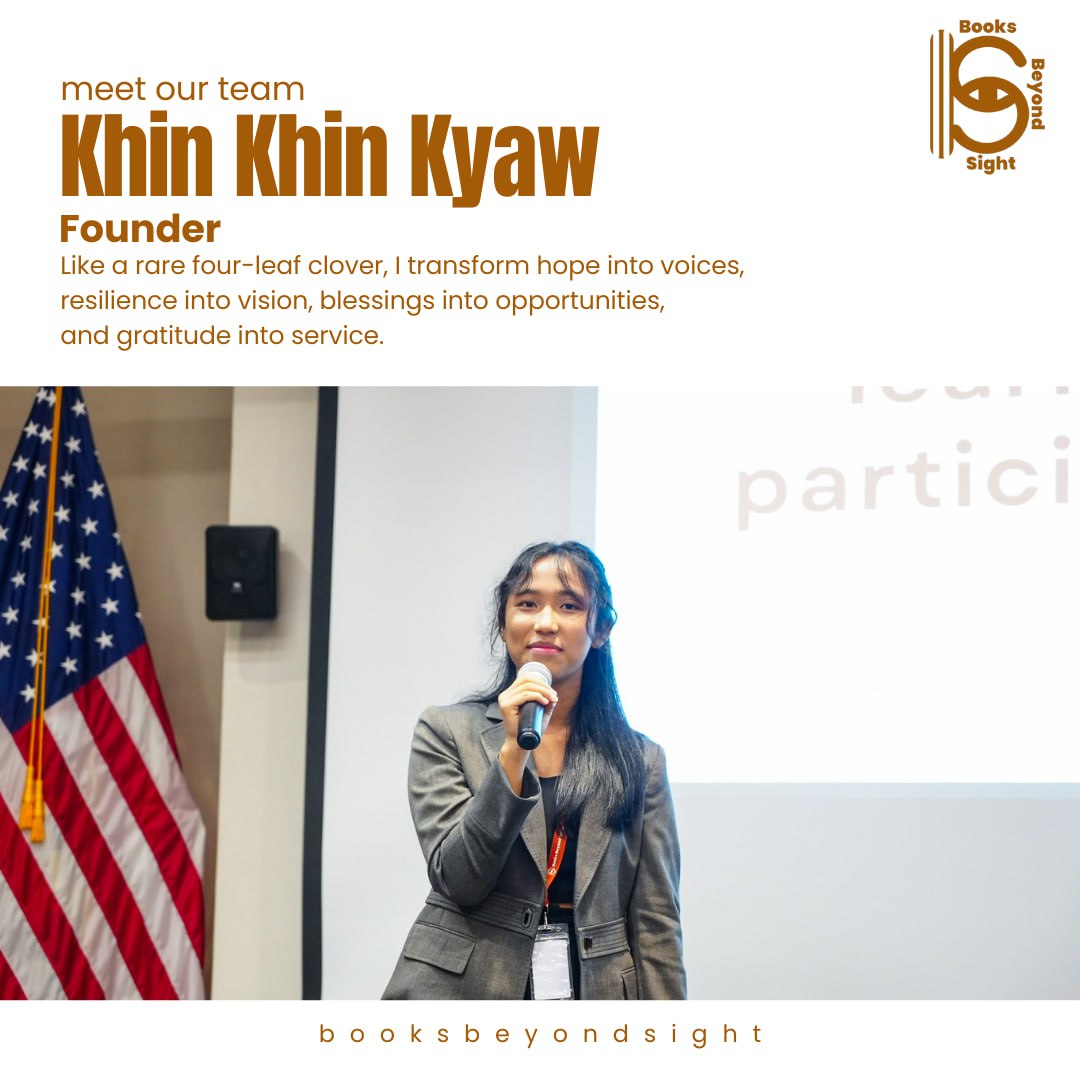 Books
Beyond
Sight
meet our team
Khin Khin Kyaw
Founder
Like a rare four-leaf clover, I transform hope into voices,
resilience into vision, blessings into opportunities,
and gratitude into service.
partici
booksbeyondsight